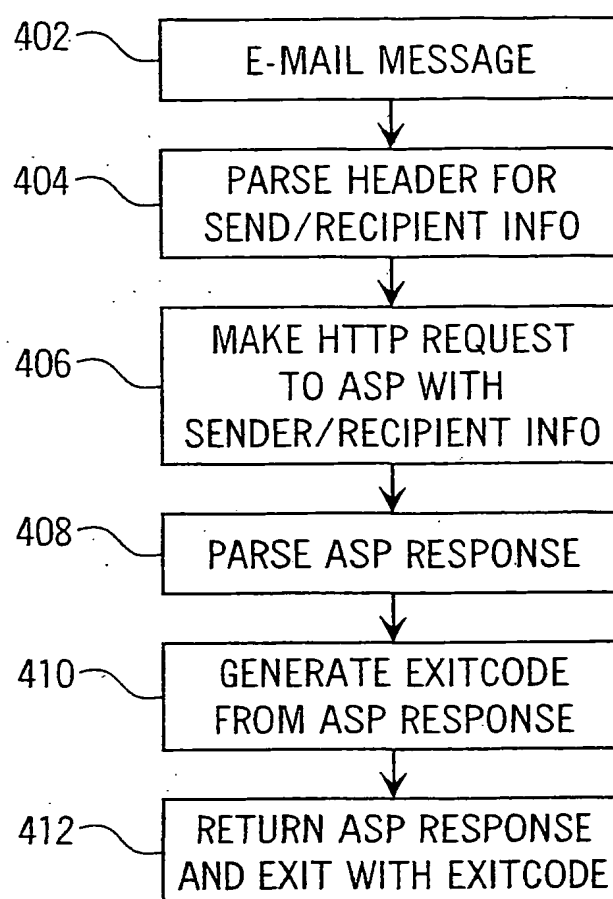 402
E-MAIL MESSAGE
404
PARSE HEADER FOR
SEND/RECIPIENT INFO
406
MAKE HTTP REQUEST
TO ASP WITH
SENDER/RECIPIENT INFO
408
PARSE ASP RESPONSE
410
GENERATE EXITCODE
FROM ASP RESPONSE
412
RETURN ASP RESPONSE
AND EXIT WITH EXITCODE